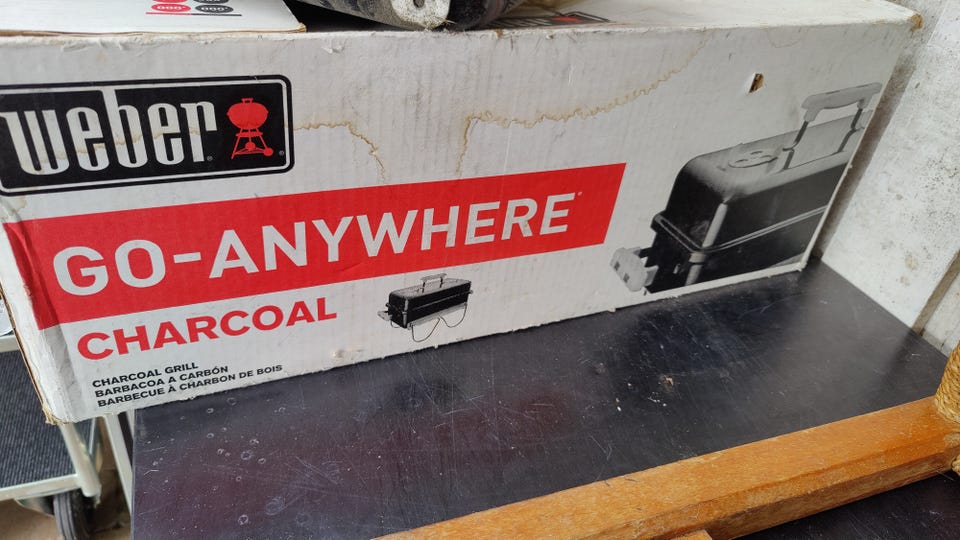 weber
GO-ANYWHERE®
CHARCOAL
CHARCOAL GRILL
BARBACOA A CARBÓN
BARBECUE À CHARBON DE BOIS